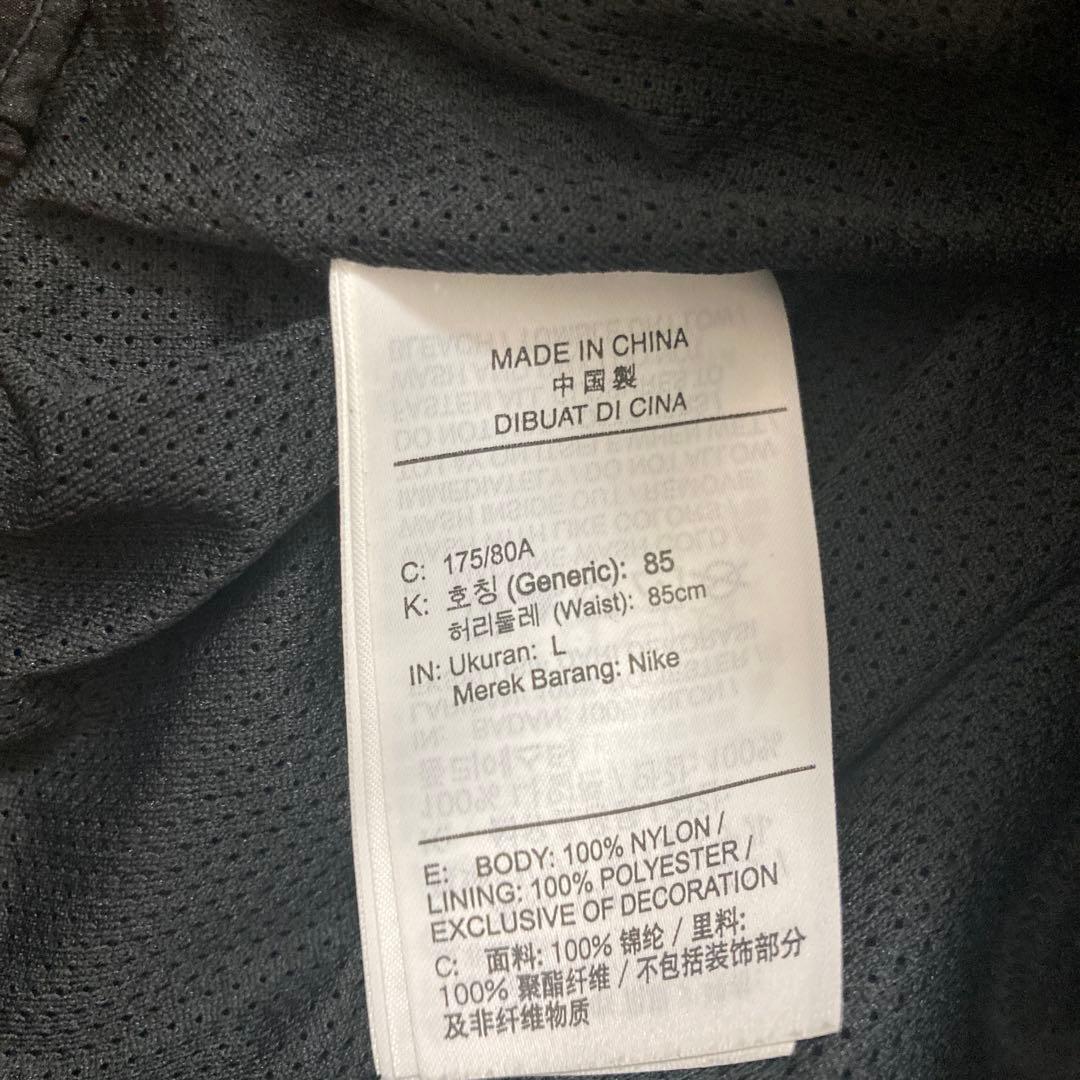 MADE IN CHINA
中国製
DIBUAT DI CINA
C: 175/80A
K: 호칭 (Generic): 85
허리둘레 (Waist): 85cm
IN: Ukuran: L
Merek Barang: Nike
E: BODY: 100% NYLON /
LINING: 100% POLYESTER /
EXCLUSIVE OF DECORATION
C: 面料: 100% 锦纶 / 里料:
100% 聚酯纤维 / 不包括装饰部分
及非纤维物质